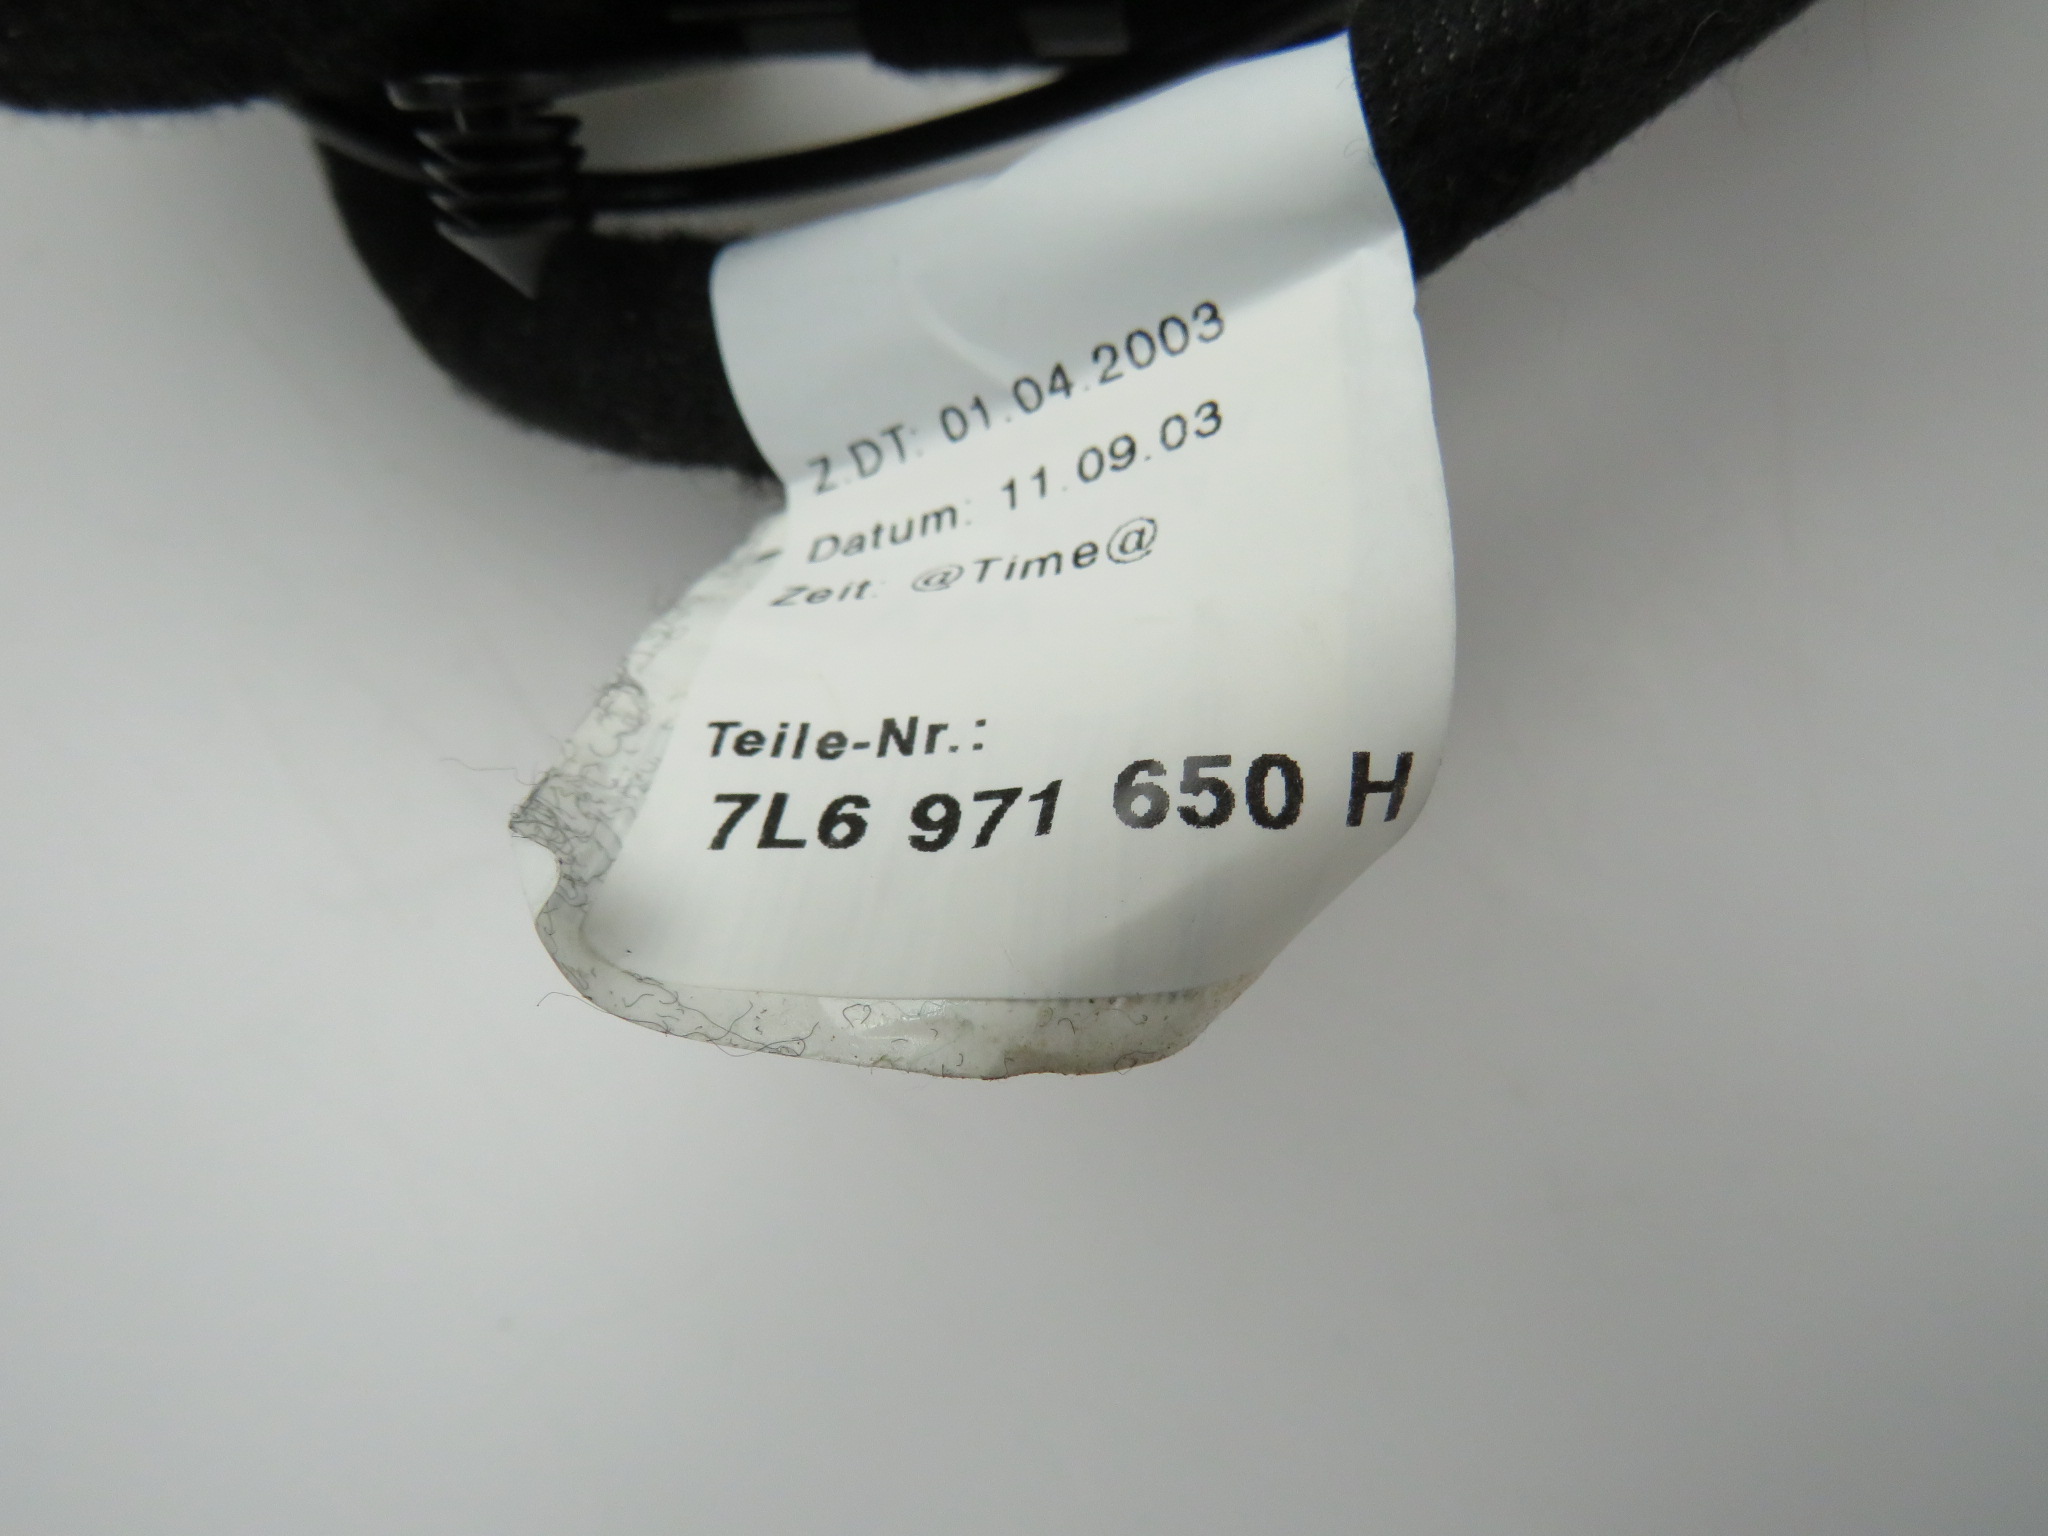 Z.DT: 01.04.2003
Datum: 11.09.03
Zeit: @Time@
Teile-Nr.:
7L6 971 650 H